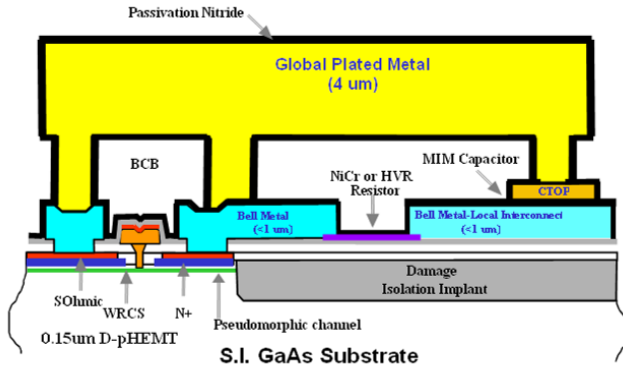 Passivation Nitride
Global Plated Metal
(4 um)
BCB
NiCr or HVR
Resistor
MIM Capacitor
CTOP
Bell Metal
(<1 um)
Bell Metal-Local Interconnect
(<1 um)
Damage
Isolation Implant
SOhmic
WRCS
N+
Pseudomorphic channel
0.15um D-pHEMT
S.I. GaAs Substrate